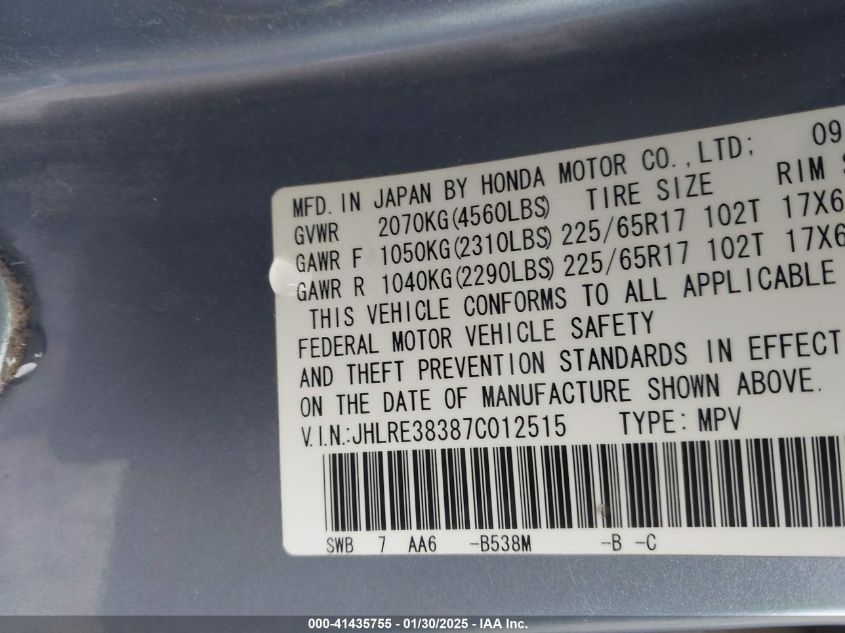 MFD. IN JAPAN BY HONDA MOTOR CO.,LTD; 09
GVWR 2070KG(4560LBS) TIRE SIZE RIM S
GAWR F 1050KG(2310LBS) 225/65R17 102T 17X6
GAWR R 1040KG(2290LBS) 225/65R17 102T 17X6
THIS VEHICLE CONFORMS TO ALL APPLICABLE
FEDERAL MOTOR VEHICLE SAFETY
AND THEFT PREVENTION STANDARDS IN EFFECT
ON THE DATE OF MANUFACTURE SHOWN ABOVE.
V.I.N.:JHLRE38387C012515 TYPE: MPV
SWB 7 AA6 -B538M -B -C
000-41435755 - 01/30/2025 - IAA Inc.